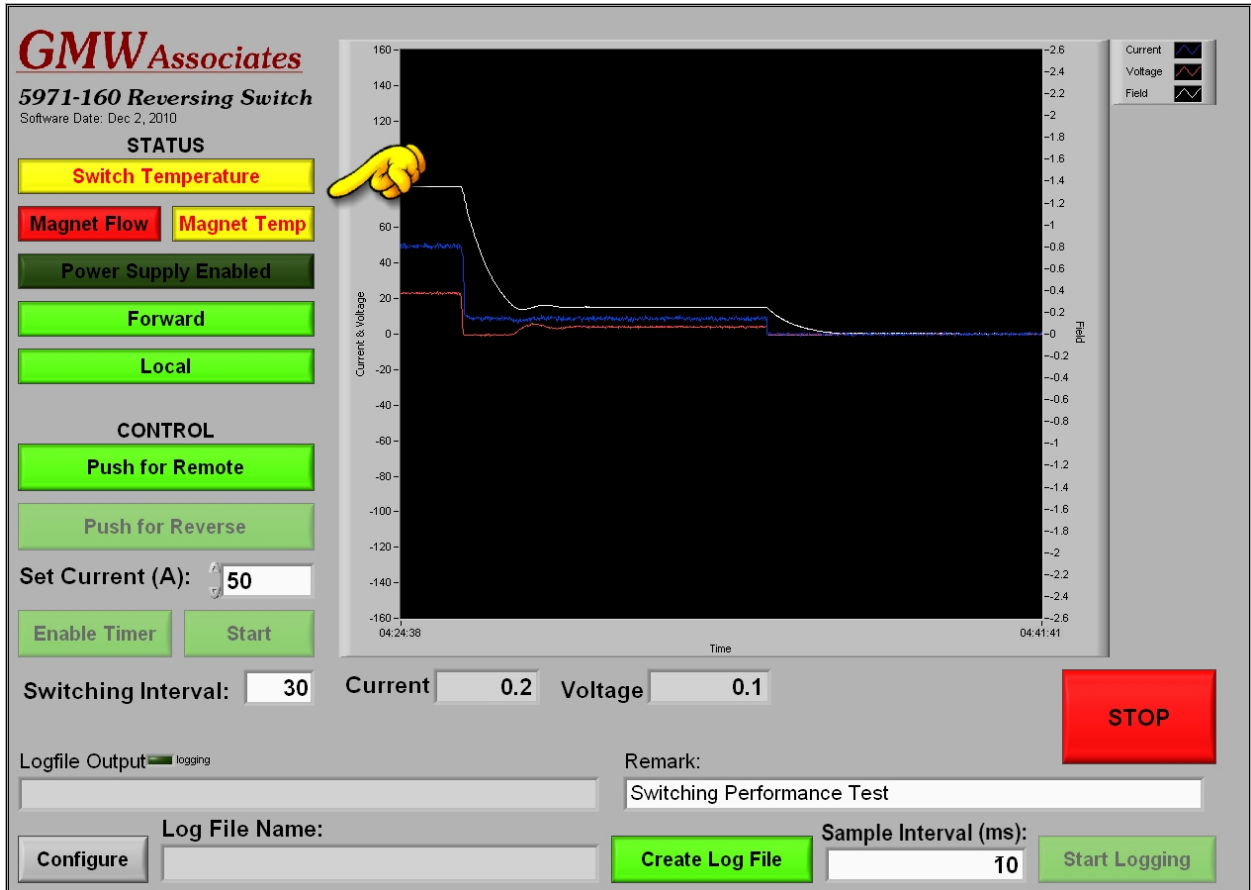 GMW Associates
5971-160 Reversing Switch
Software Date: Dec 2, 2010
STATUS
Switch Temperature
Magnet Flow
Magnet Temp
Power Supply Enabled
Forward
Local
CONTROL
Push for Remote
Push for Reverse
Set Current (A): 50
Enable Timer
Start
Switching Interval: 30
160
140
120
60
40
20
0
-20
-40
-60
-80
-100
-120
-140
-160
Current & Voltage
04:24:38
04:41:41
Time
2.6
2.4
2.2
2
1.8
1.6
1.4
1.2
1
0.8
0.6
0.4
0.2
0
-0.2
-0.4
-0.6
-0.8
-1
-1.2
-1.4
-1.6
-1.8
-2
-2.2
-2.4
-2.6
Field
Current
Voltage
Field
Current 0.2
Voltage 0.1
STOP
Logfile Output logging
Remark:
Switching Performance Test
Configure
Log File Name:
Create Log File
Sample Interval (ms):
10
Start Logging